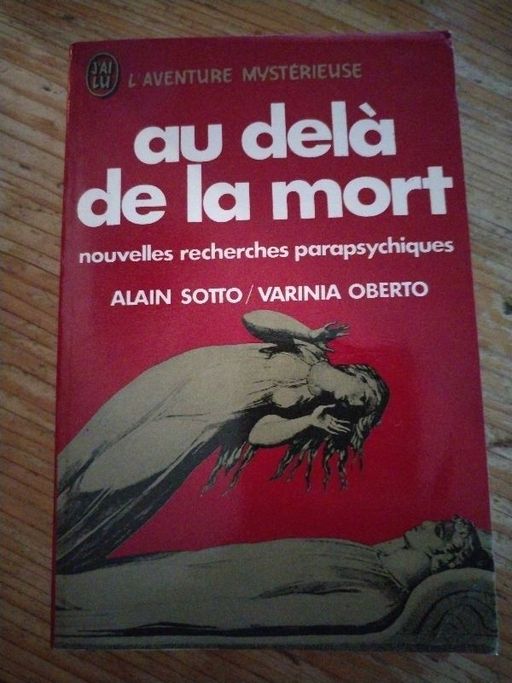 J'AI LU
L'AVENTURE MYSTÉRIEUSE
au delà
de la mort
nouvelles recherches parapsychiques
ALAIN SOTTO / VARINIA OBERTO